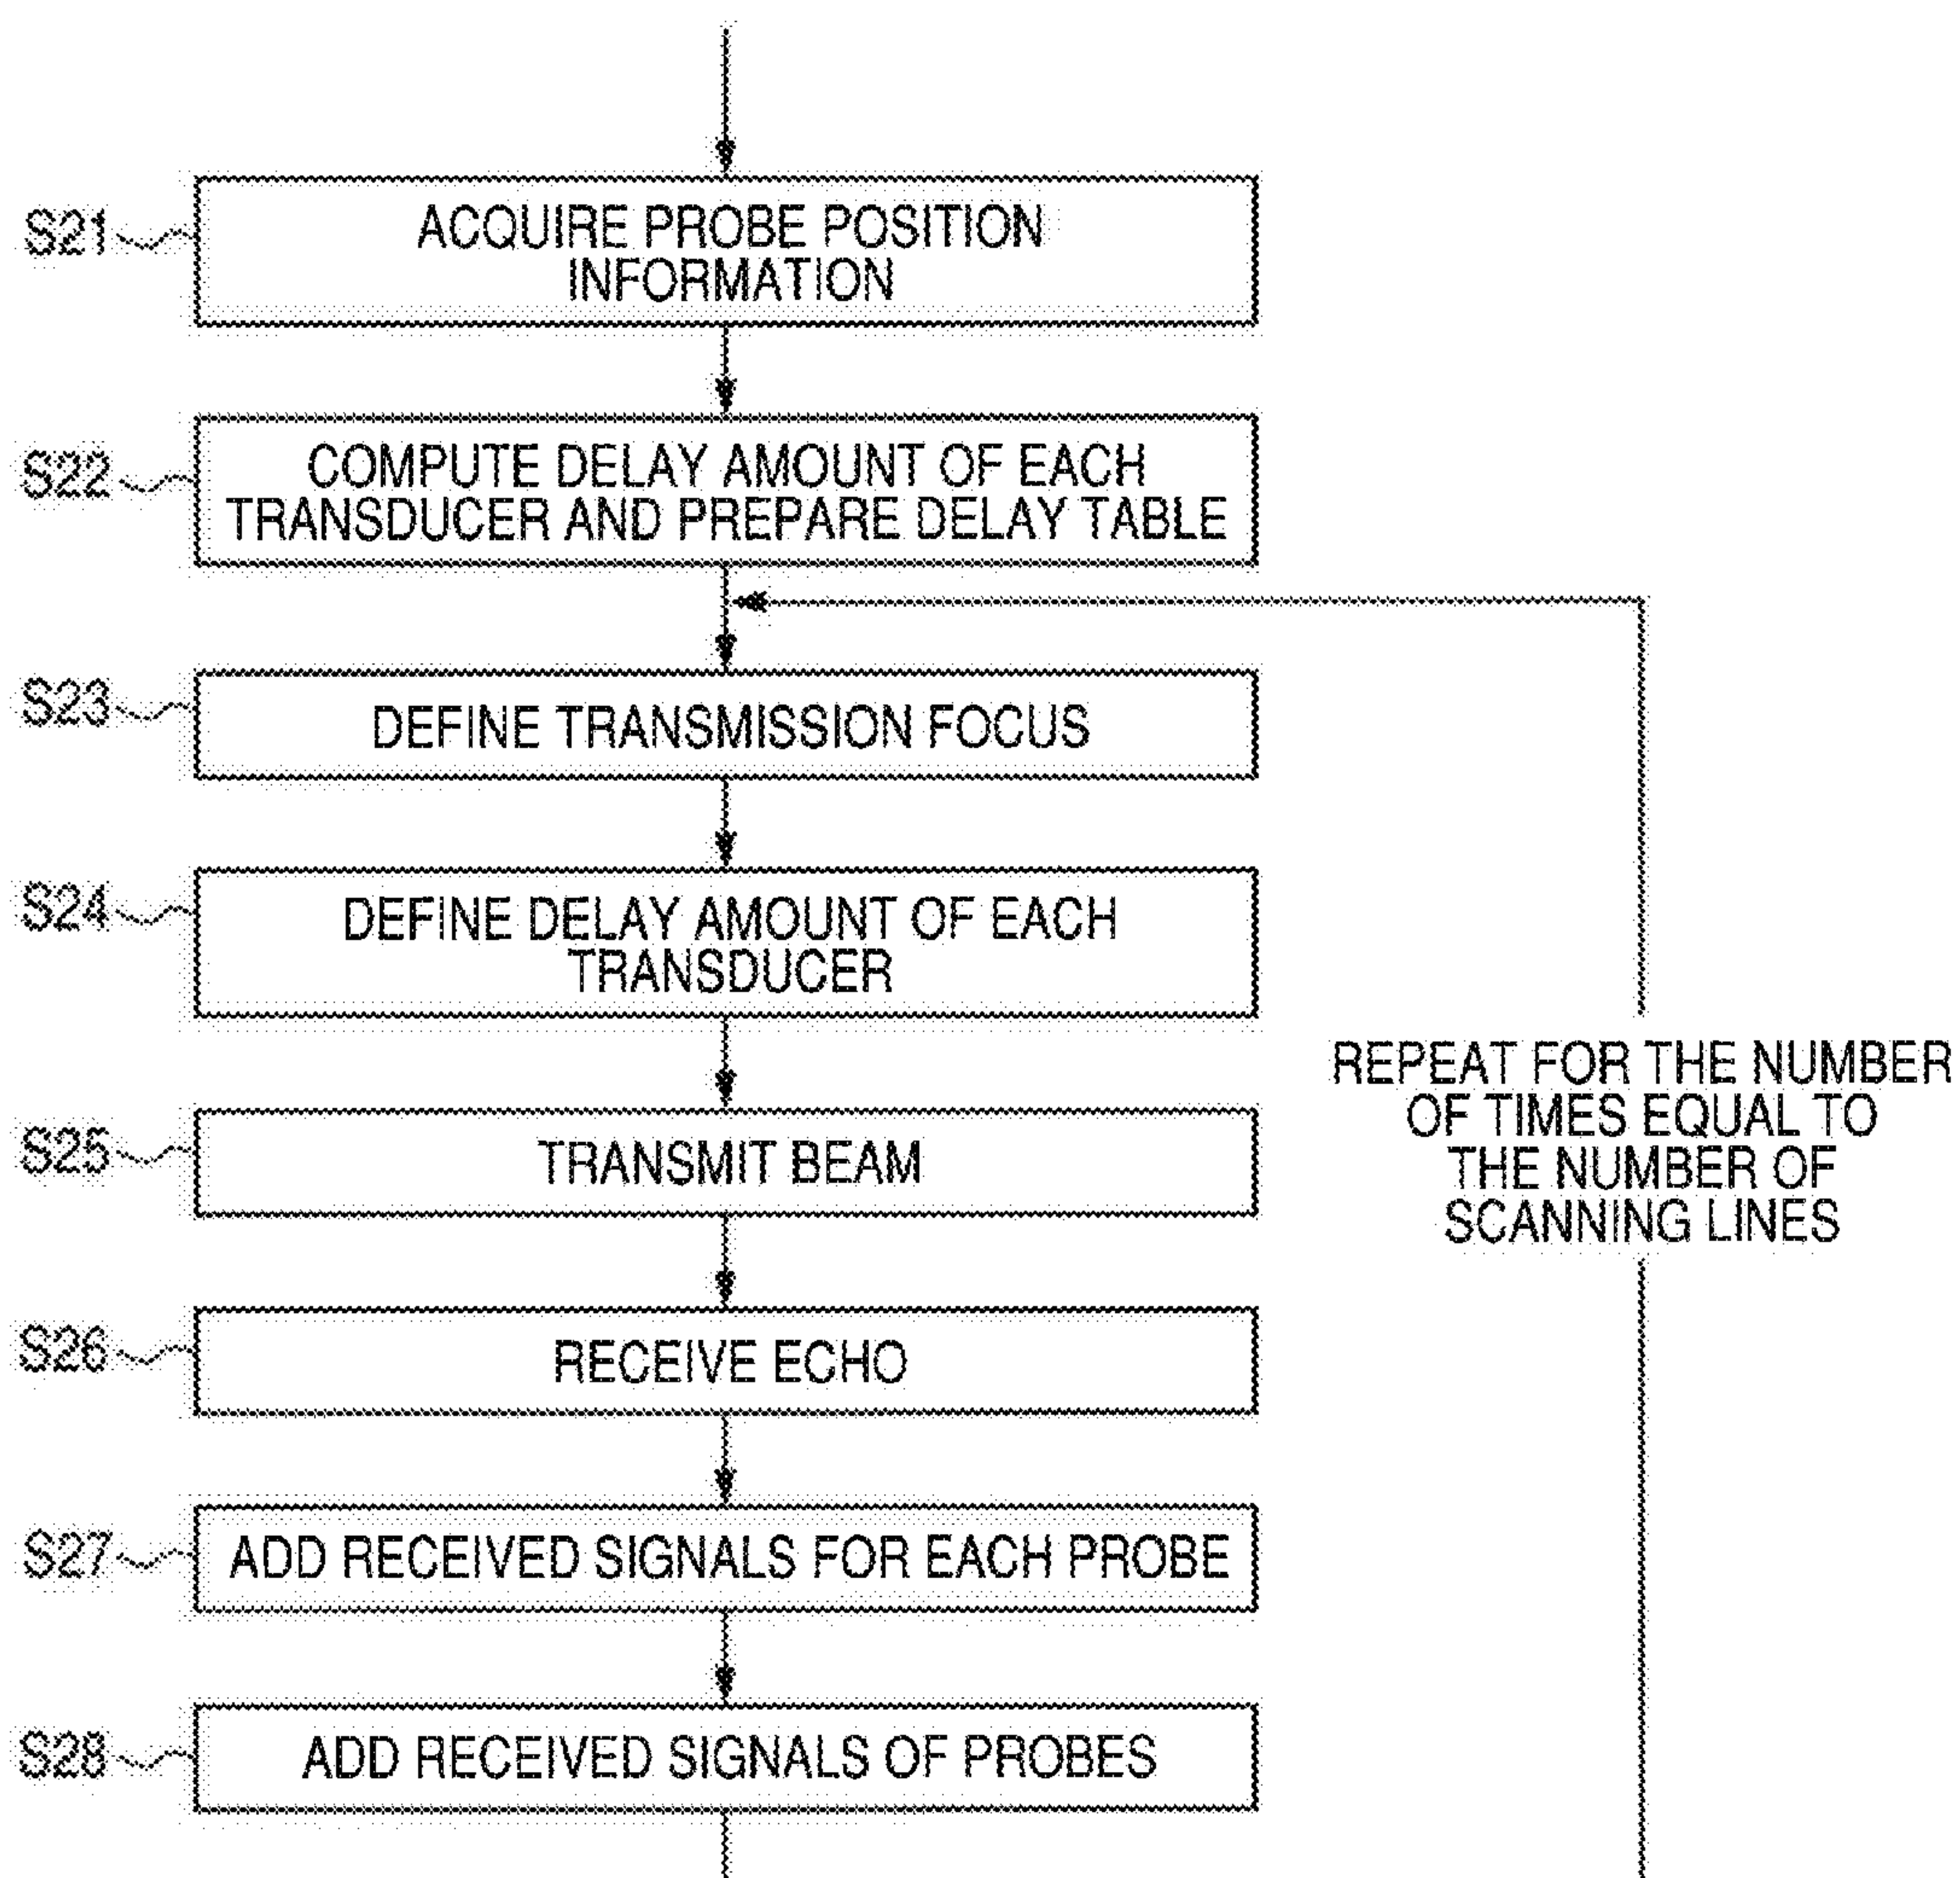 S21
ACQUIRE PROBE POSITION
INFORMATION
S22
COMPUTE DELAY AMOUNT OF EACH
TRANSDUCER AND PREPARE DELAY TABLE
S23
DEFINE TRANSMISSION FOCUS
S24
DEFINE DELAY AMOUNT OF EACH
TRANSDUCER
REPEAT FOR THE NUMBER
OF TIMES EQUAL TO
THE NUMBER OF
SCANNING LINES
S25
TRANSMIT BEAM
S26
RECEIVE ECHO
S27
ADD RECEIVED SIGNALS FOR EACH PROBE
S28
ADD RECEIVED SIGNALS OF PROBES